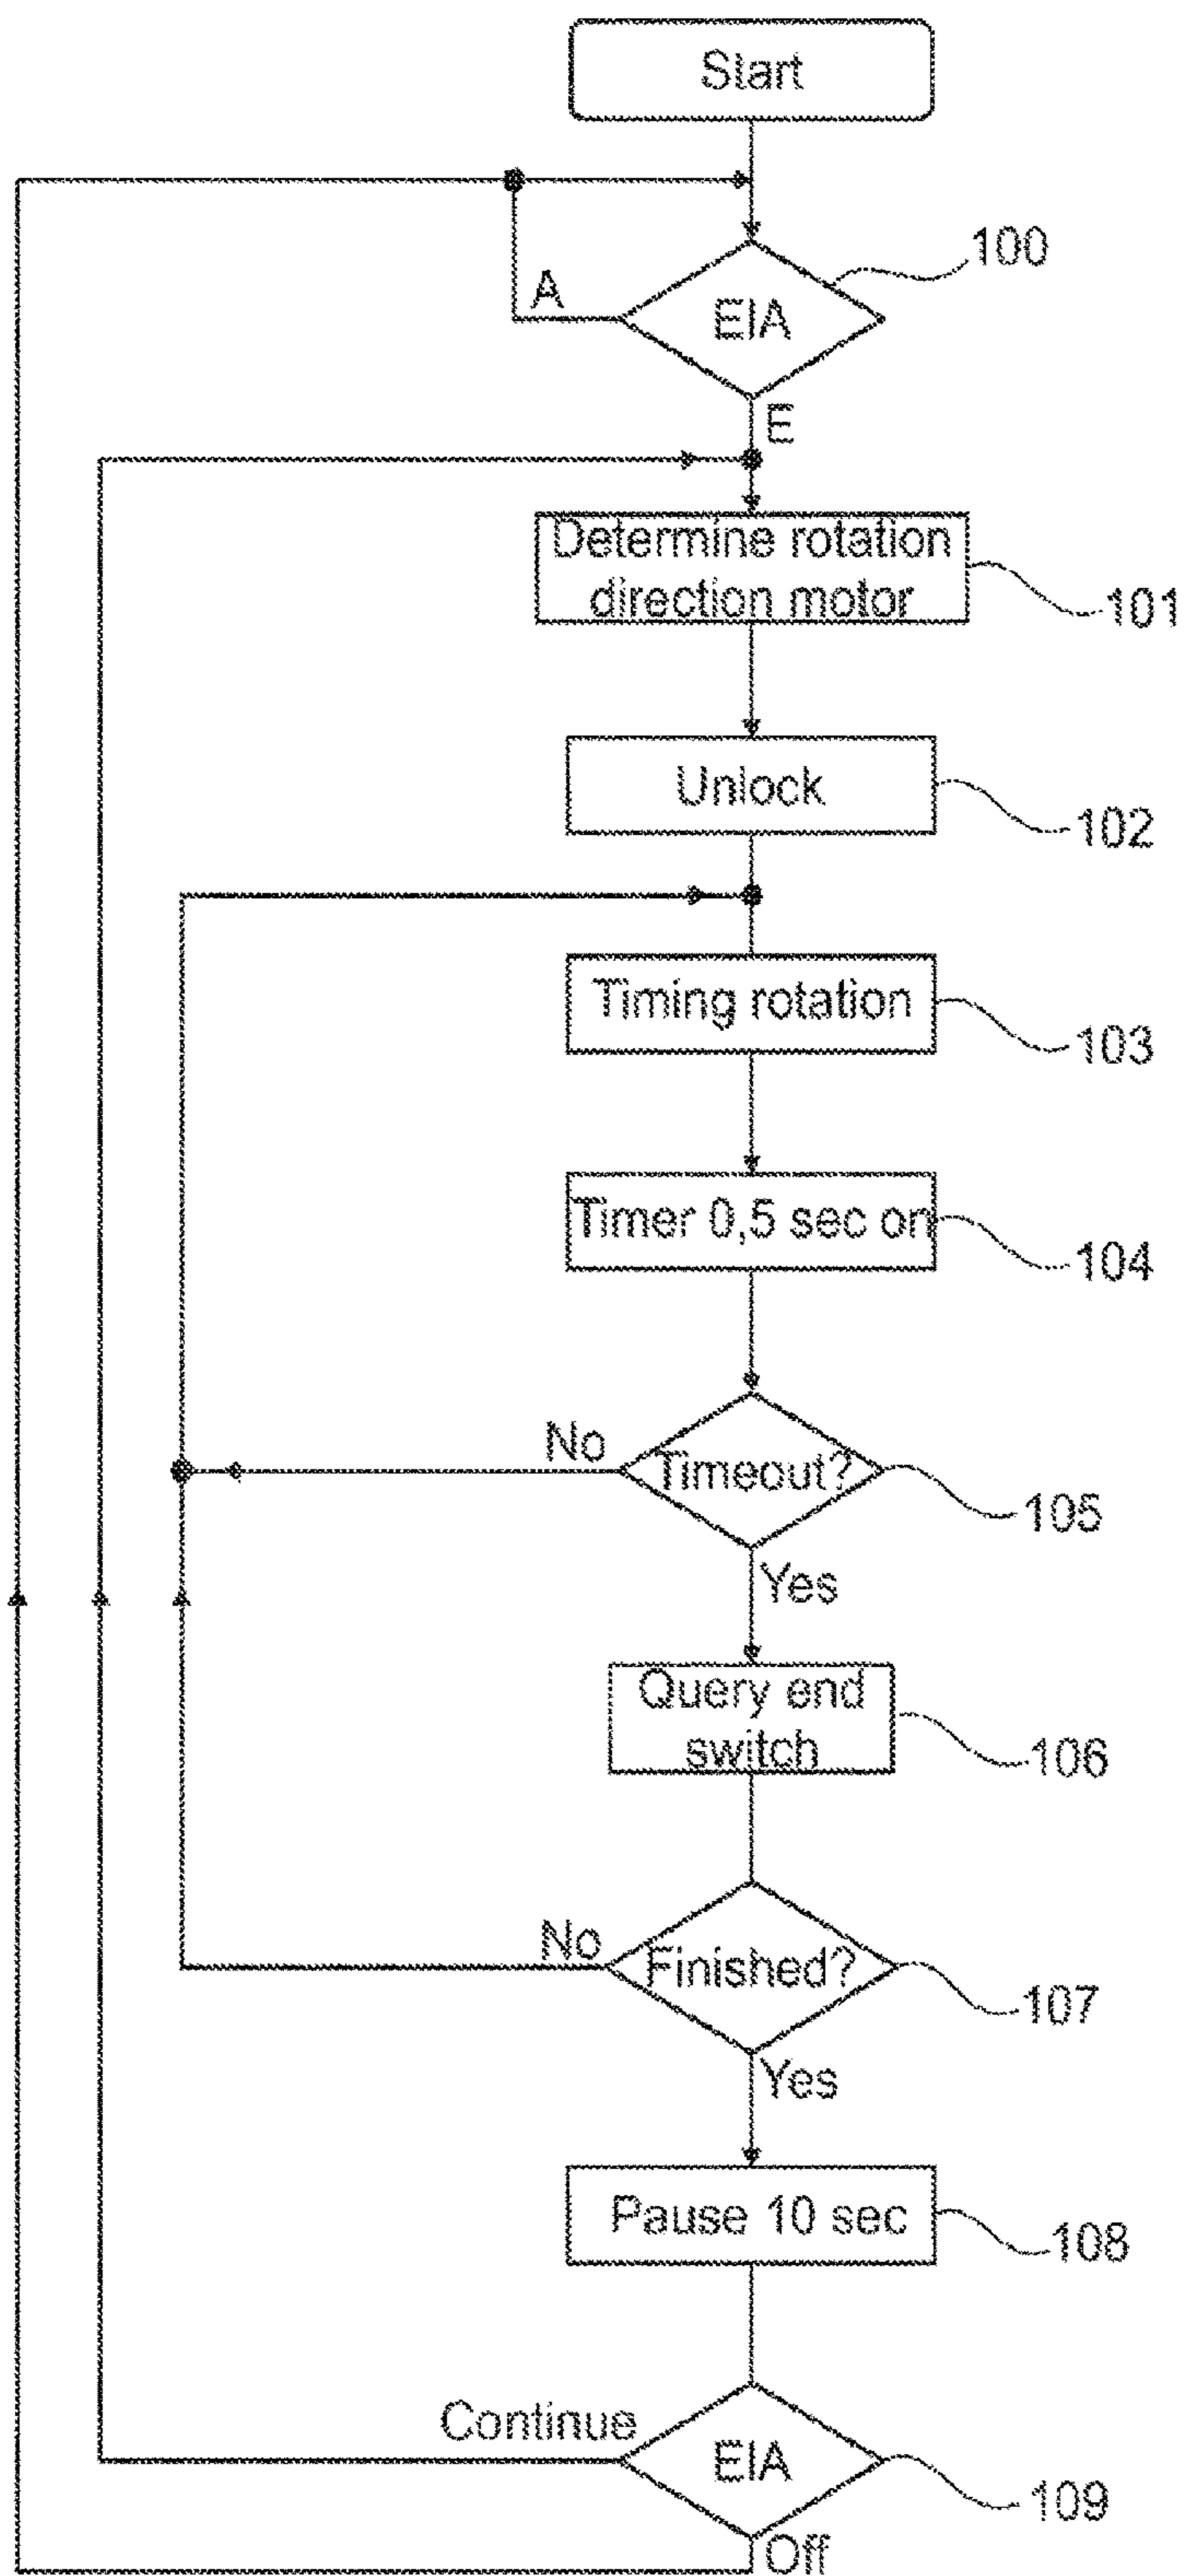 Start
100
A
EIA
E
Determine rotation
direction motor
101
Unlock
102
Timing rotation
103
Timer 0,5 sec on
104
No
Timeout?
105
Yes
Query end
switch
106
No
Finished?
107
Yes
Pause 10 sec
108
Continue
EIA
109
Off